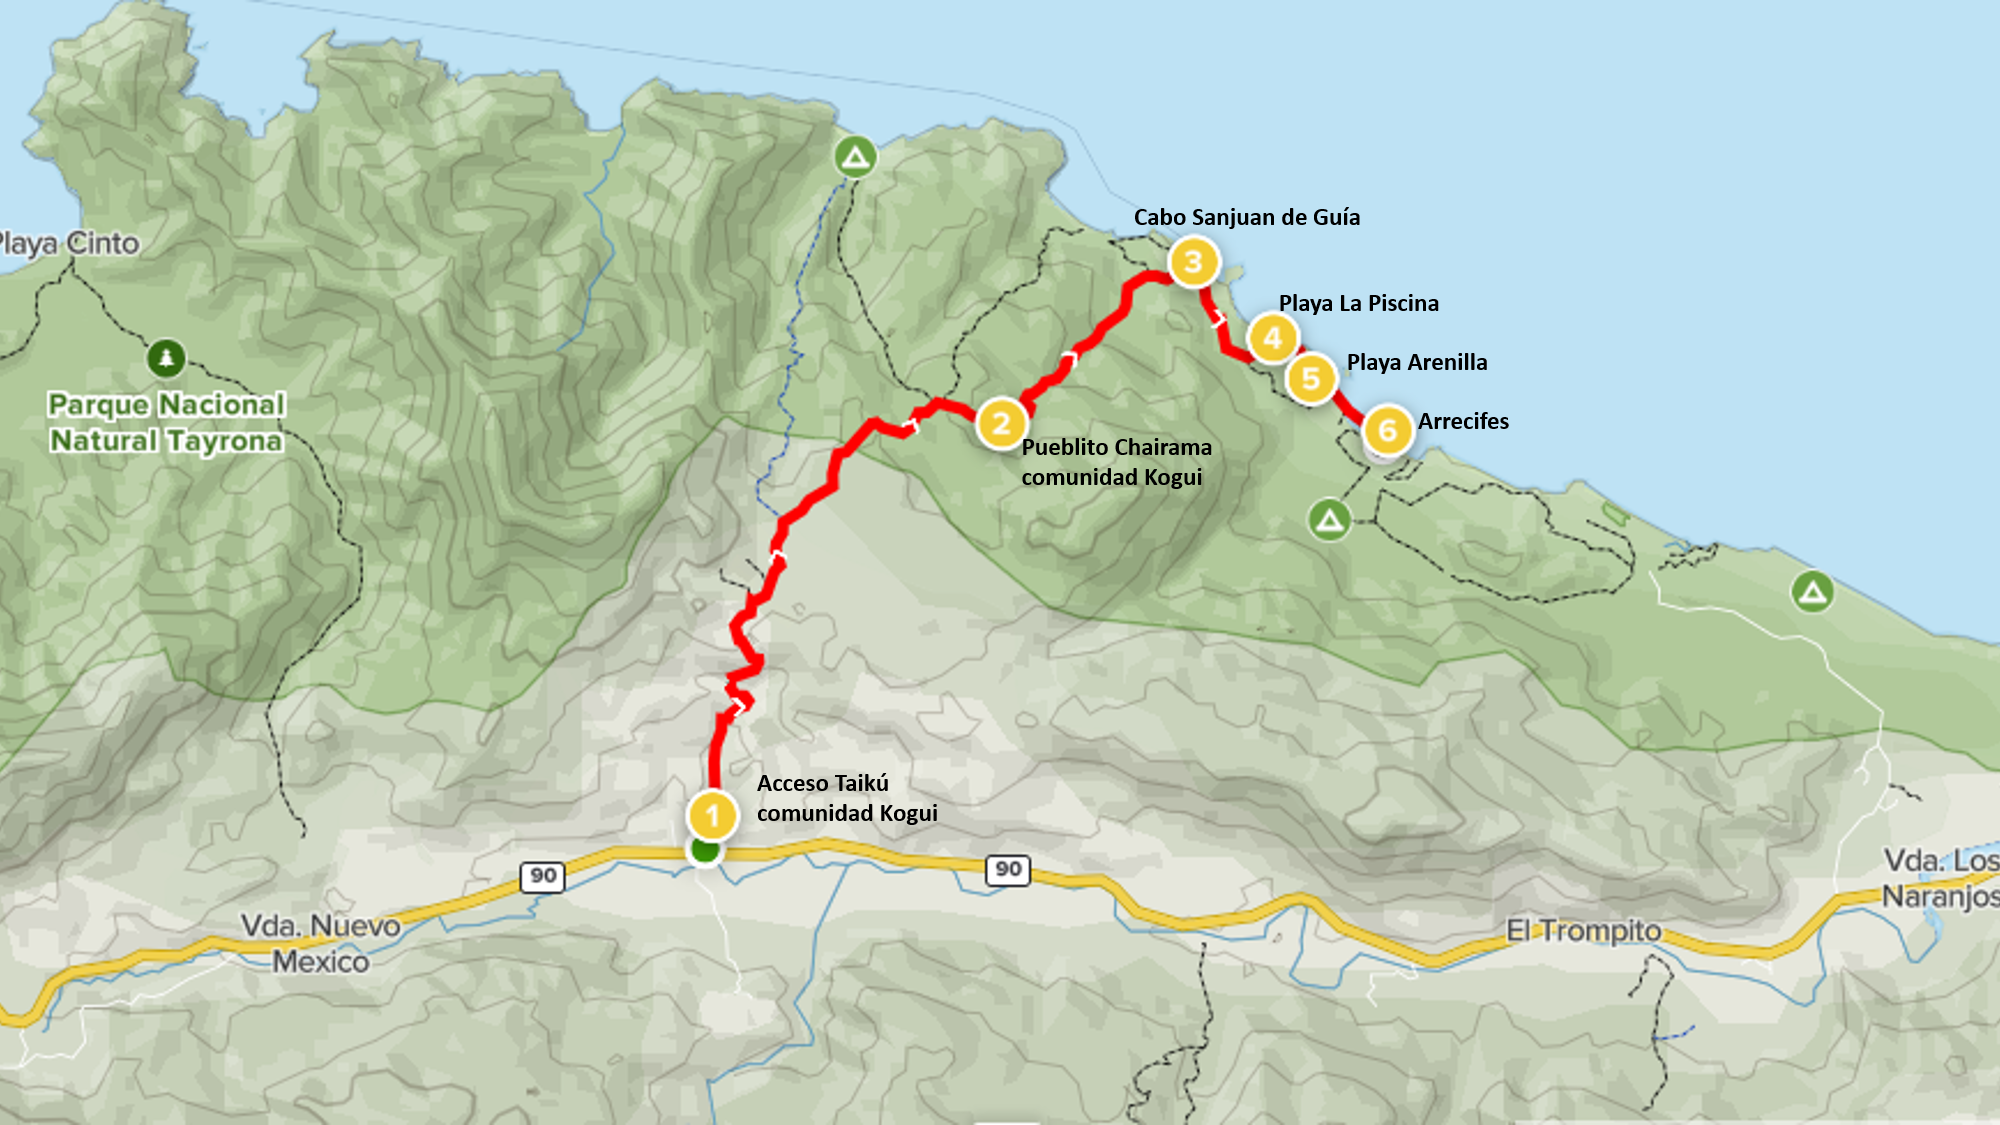 Cabo Sanjuan de Guía
3
Playa Cinto
Playa La Piscina
4
Playa Arenilla
5
Parque Nacional
Natural Tayrona
2
Arrecifes
6
Pueblito Chairama
comunidad Kogui
Acceso Taikú
comunidad Kogui
1
90
90
Vda. Los
Naranjos
Vda. Nuevo
Mexico
El Trompito